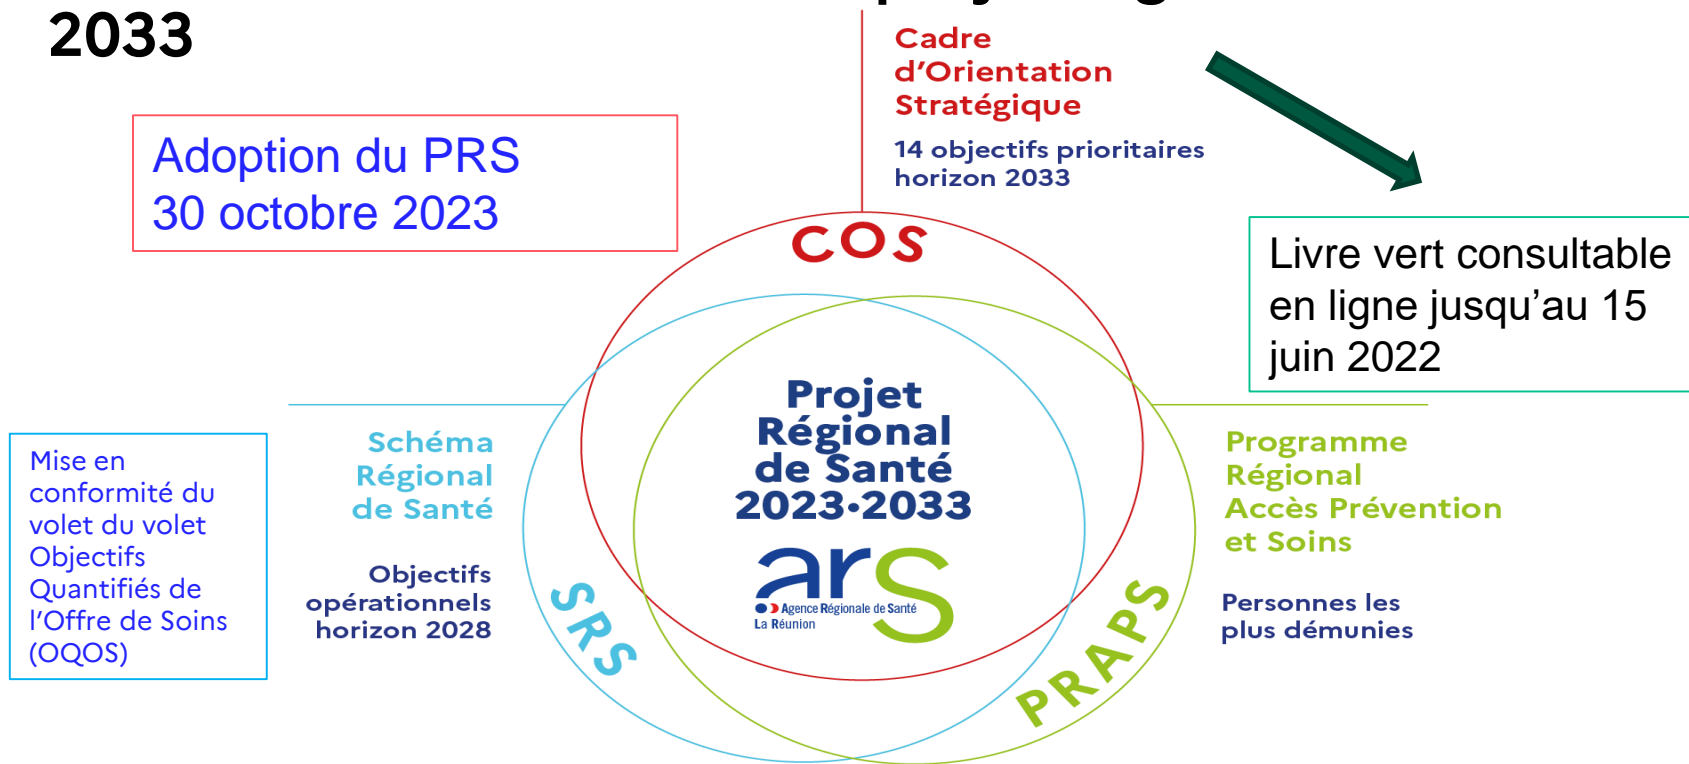 2033
Cadre
d’Orientation
Stratégique
14 objectifs prioritaires
horizon 2033
Adoption du PRS
30 octobre 2023
COS
Livre vert consultable
en ligne jusqu’au 15
juin 2022
Projet
Régional
de Santé
2023·2033
ars
Agence Régionale de Santé
La Réunion
Mise en
conformité du
volet du volet
Objectifs
Quantifiés de
l’Offre de Soins
(OQOS)
Schéma
Régional
de Santé
Objectifs
opérationnels
horizon 2028
SRS
Programme
Régional
Accès Prévention
et Soins
Personnes les
plus démunies
PRAPS